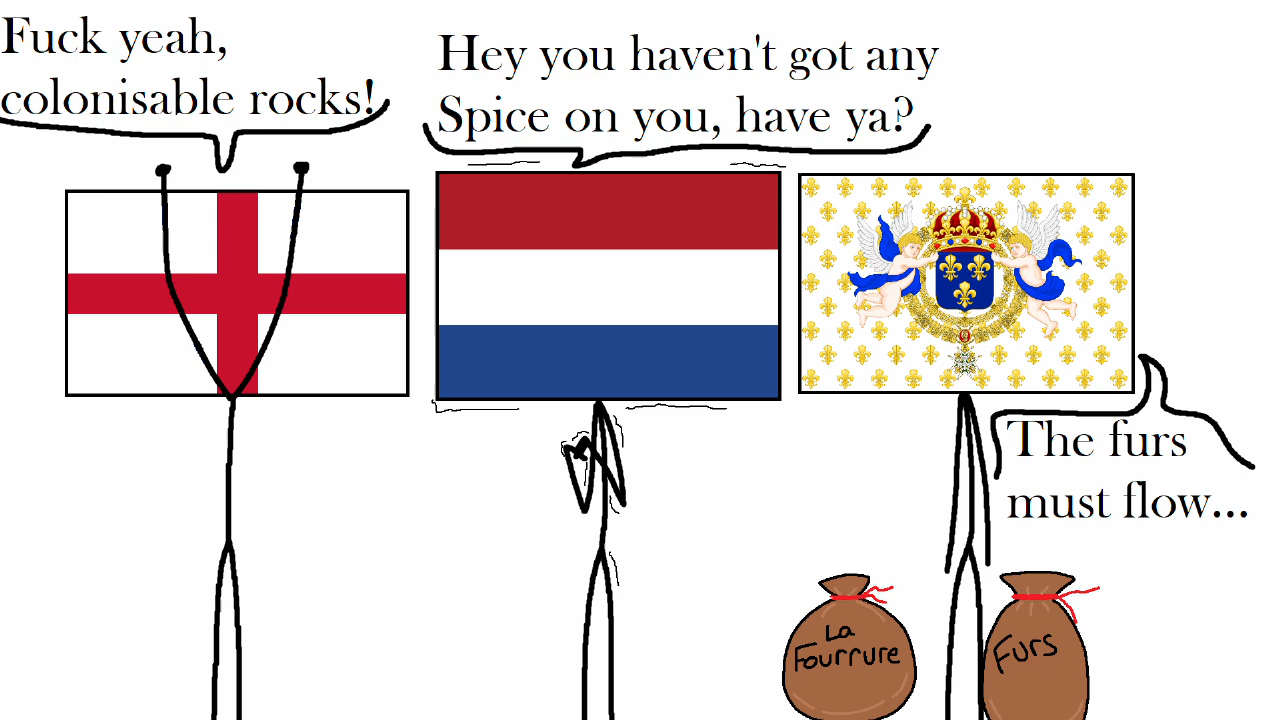 Fuck yeah,
colonisable rocks!
Hey you haven't got any
Spice on you, have ya?
The furs
must flow...
La
Fourrure
Furs